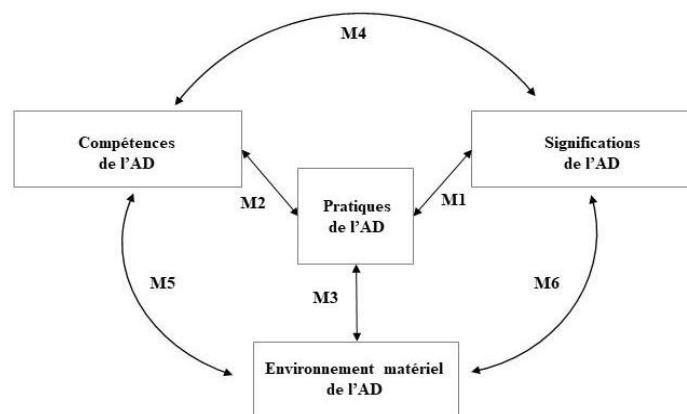 M4
Compétences
de l'AD
Significations
de l'AD
M2
Pratiques
de l'AD
M1
M5
M3
M6
Environnement matériel
de l'AD